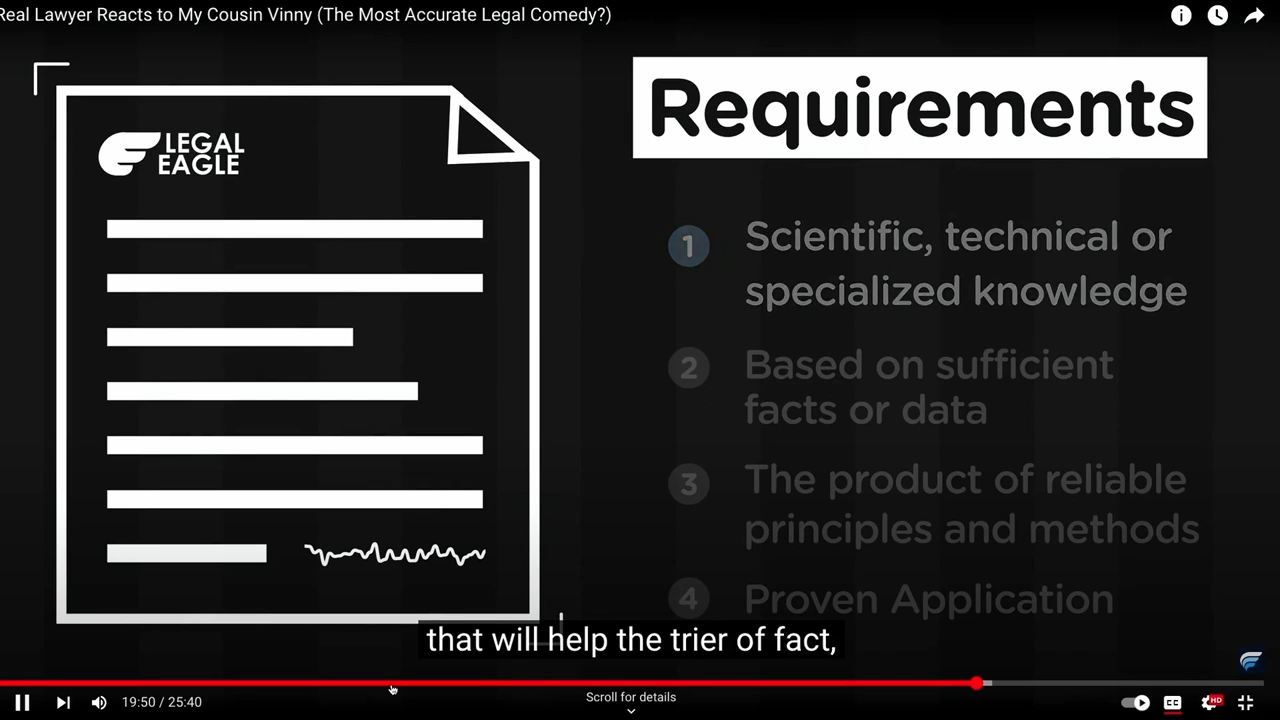 Real Lawyer Reacts to My Cousin Vinny (The Most Accurate Legal Comedy?)
LEGAL
EAGLE
Requirements
1 Scientific, technical or
specialized knowledge
2 Based on sufficient
facts or data
3 The product of reliable
principles and methods
4 Proven Application
that will help the trier of fact,
19:50 / 25:40
Scroll for details
CC
HD